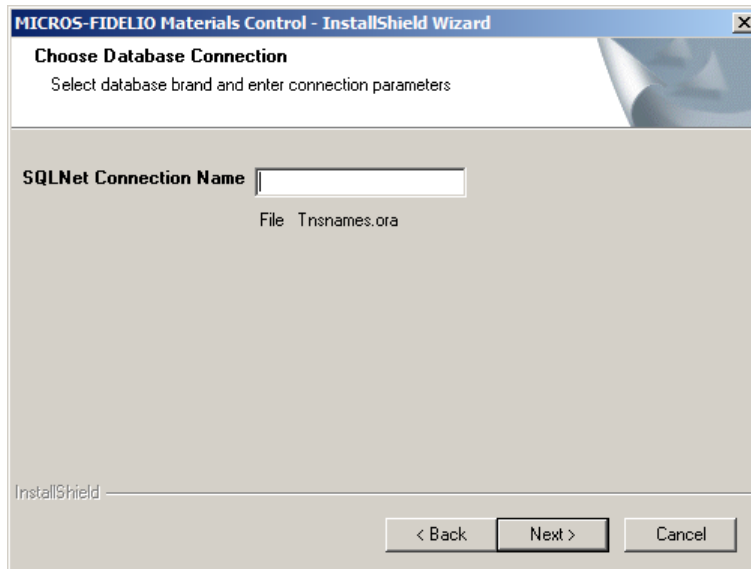 MICROS-FIDELIO Materials Control - InstallShield Wizard
Choose Database Connection
Select database brand and enter connection parameters
SQLNet Connection Name
File Tnsnames.ora
InstallShield
< Back Next > Cancel